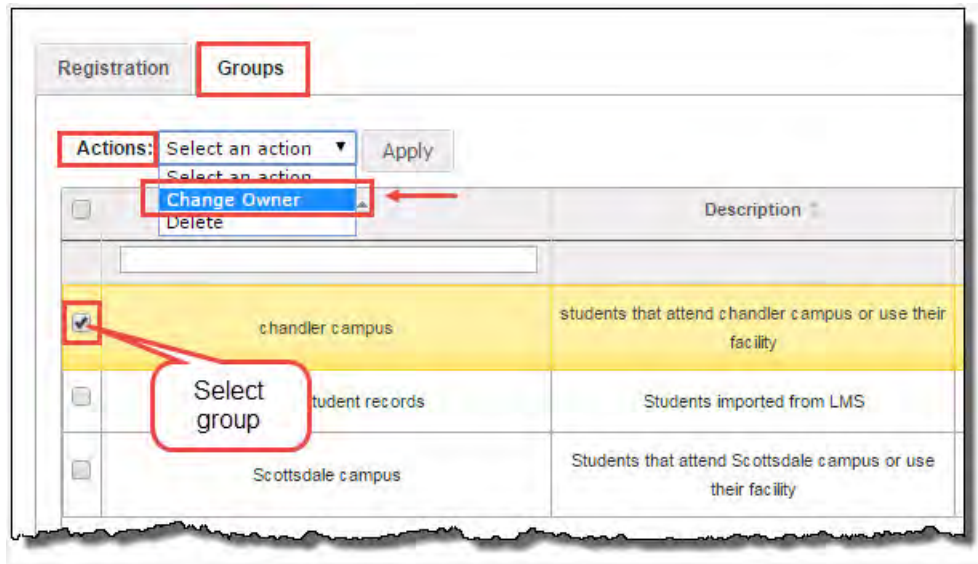 Registration Groups
Actions: Select an action Apply
Select an action
Change Owner
Delete
Description
chandler campus
students that attend chandler campus or use their
facility
Select
group
student records
Students imported from LMS
Scottsdale campus
Students that attend Scottsdale campus or use
their facility